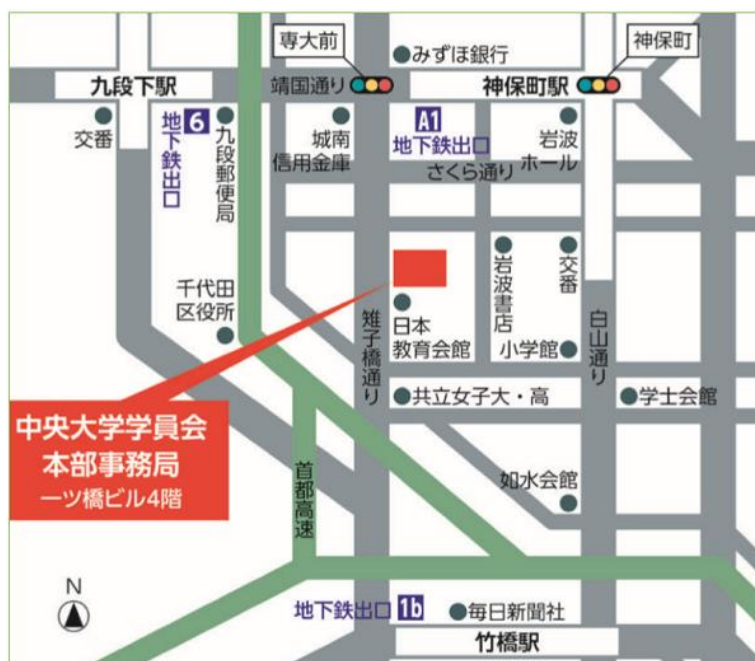 専大前
神保町
みずほ銀行
九段下駅
靖国通り
神保町駅
交番
地下鉄出口
6
九段郵便局
城南
信用金庫
A1
地下鉄出口
岩波
ホール
さくら通り
千代田
区役所
日本
教育会館
岩波書店
交番
小学館
雉子橋通り
白山通り
共立女子大・高
学士会館
中央大学学員会
本部事務局
一ツ橋ビル4階
首都高速
如水会館
N
地下鉄出口 1b
毎日新聞社
竹橋駅